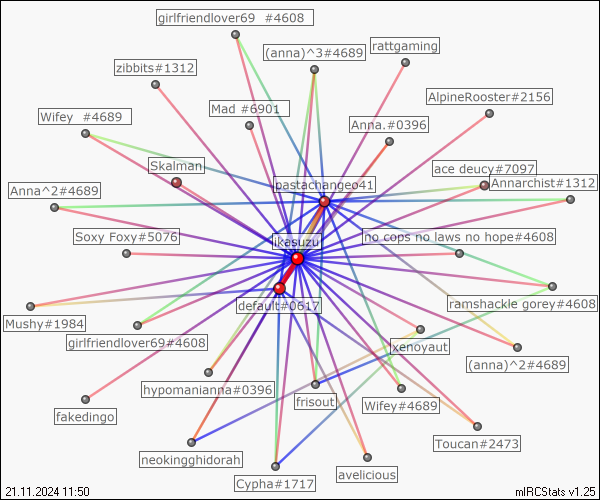 girlfriendlover69 #4608
(anna)^3#4689
rattgaming
zibbits#1312
AlpineRooster#2156
Mad #6901
Wifey #4689
Anna.#0396
Skalman
ace deucy#7097
pastachangeo41
Annarchist#1312
Anna^2#4689
Soxy Foxy#5076
ikasuzu
no cops no laws no hope#4608
default#0617
ramshackle gorey#4608
Mushy#1984
girlfriendlover69#4608
xenoyaut
(anna)^2#4689
hypomanianna#0396
frisout
Wifey#4689
fakedingo
Toucan#2473
neokingghidorah
avelicious
Cypha#1717
21.11.2024 11:50
mIRCStats v1.25